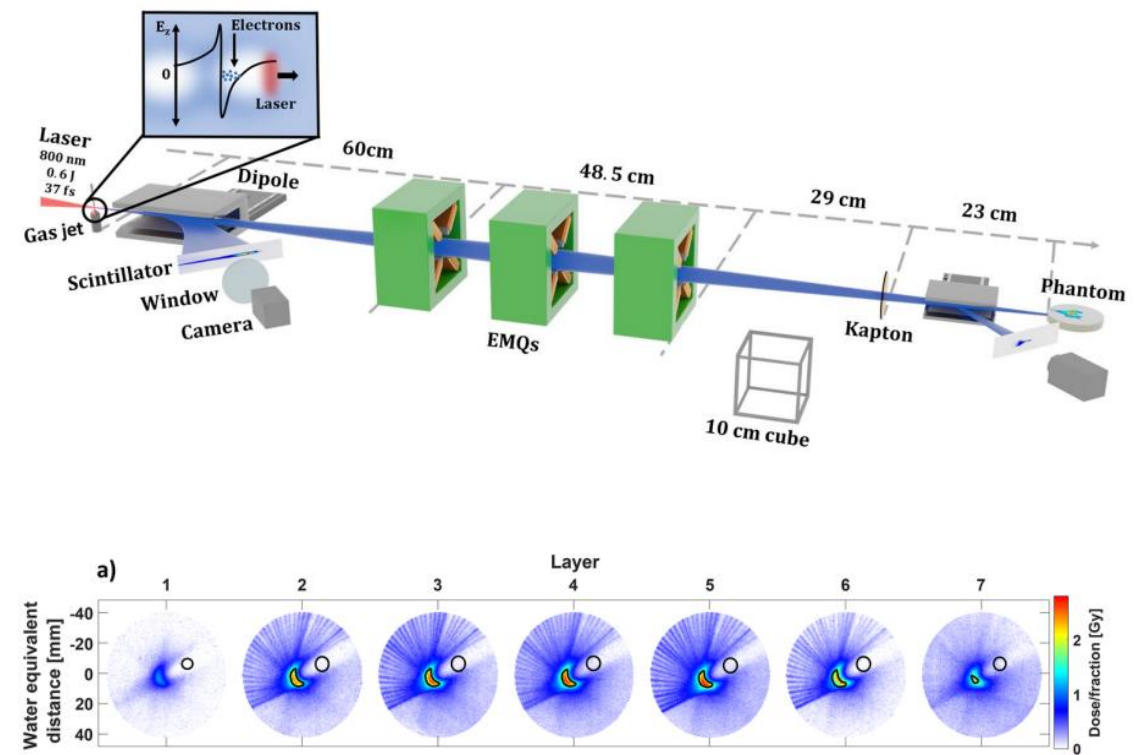 E_z
Electrons
0
Laser
Laser
800 nm
0.6 J
37 fs
Gas jet
Dipole
Scintillator
Window
Camera
60cm
48.5 cm
29 cm
23 cm
EMQs
Kapton
Phantom
10 cm cube
a)
Layer
1 2 3 4 5 6 7
Water equivalent
distance [mm]
-40
-20
0
20
40
2
1
0
Dose/fraction [Gy]